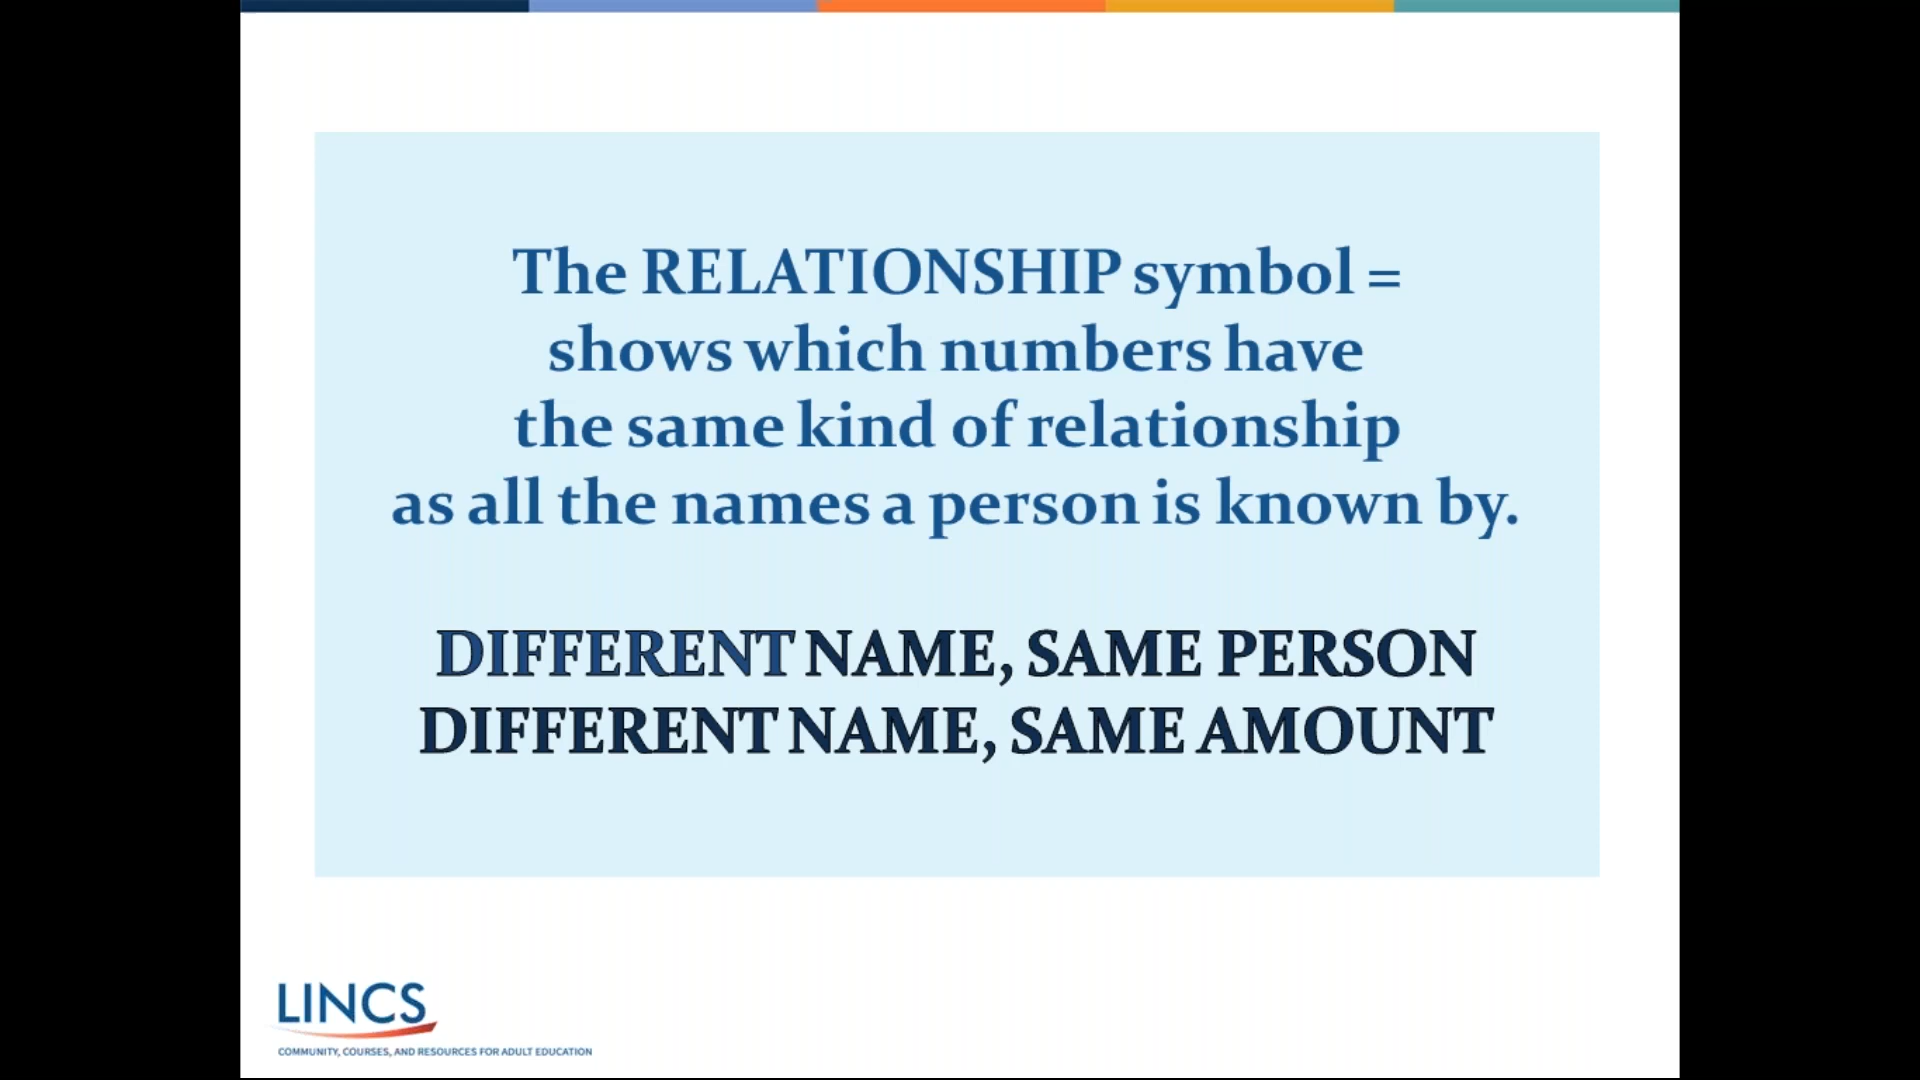 The RELATIONSHIP symbol =
shows which numbers have
the same kind of relationship
as all the names a person is known by.
DIFFERENT NAME, SAME PERSON
DIFFERENT NAME, SAME AMOUNT
LINCS
COMMUNITY, COURSES, AND RESOURCES FOR ADULT EDUCATION